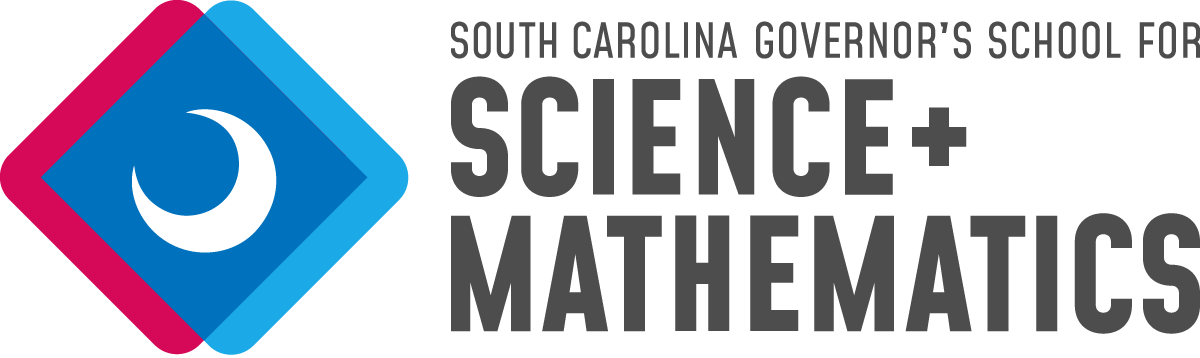 SOUTH CAROLINA GOVERNOR'S SCHOOL FOR
SCIENCE+
MATHEMATICS